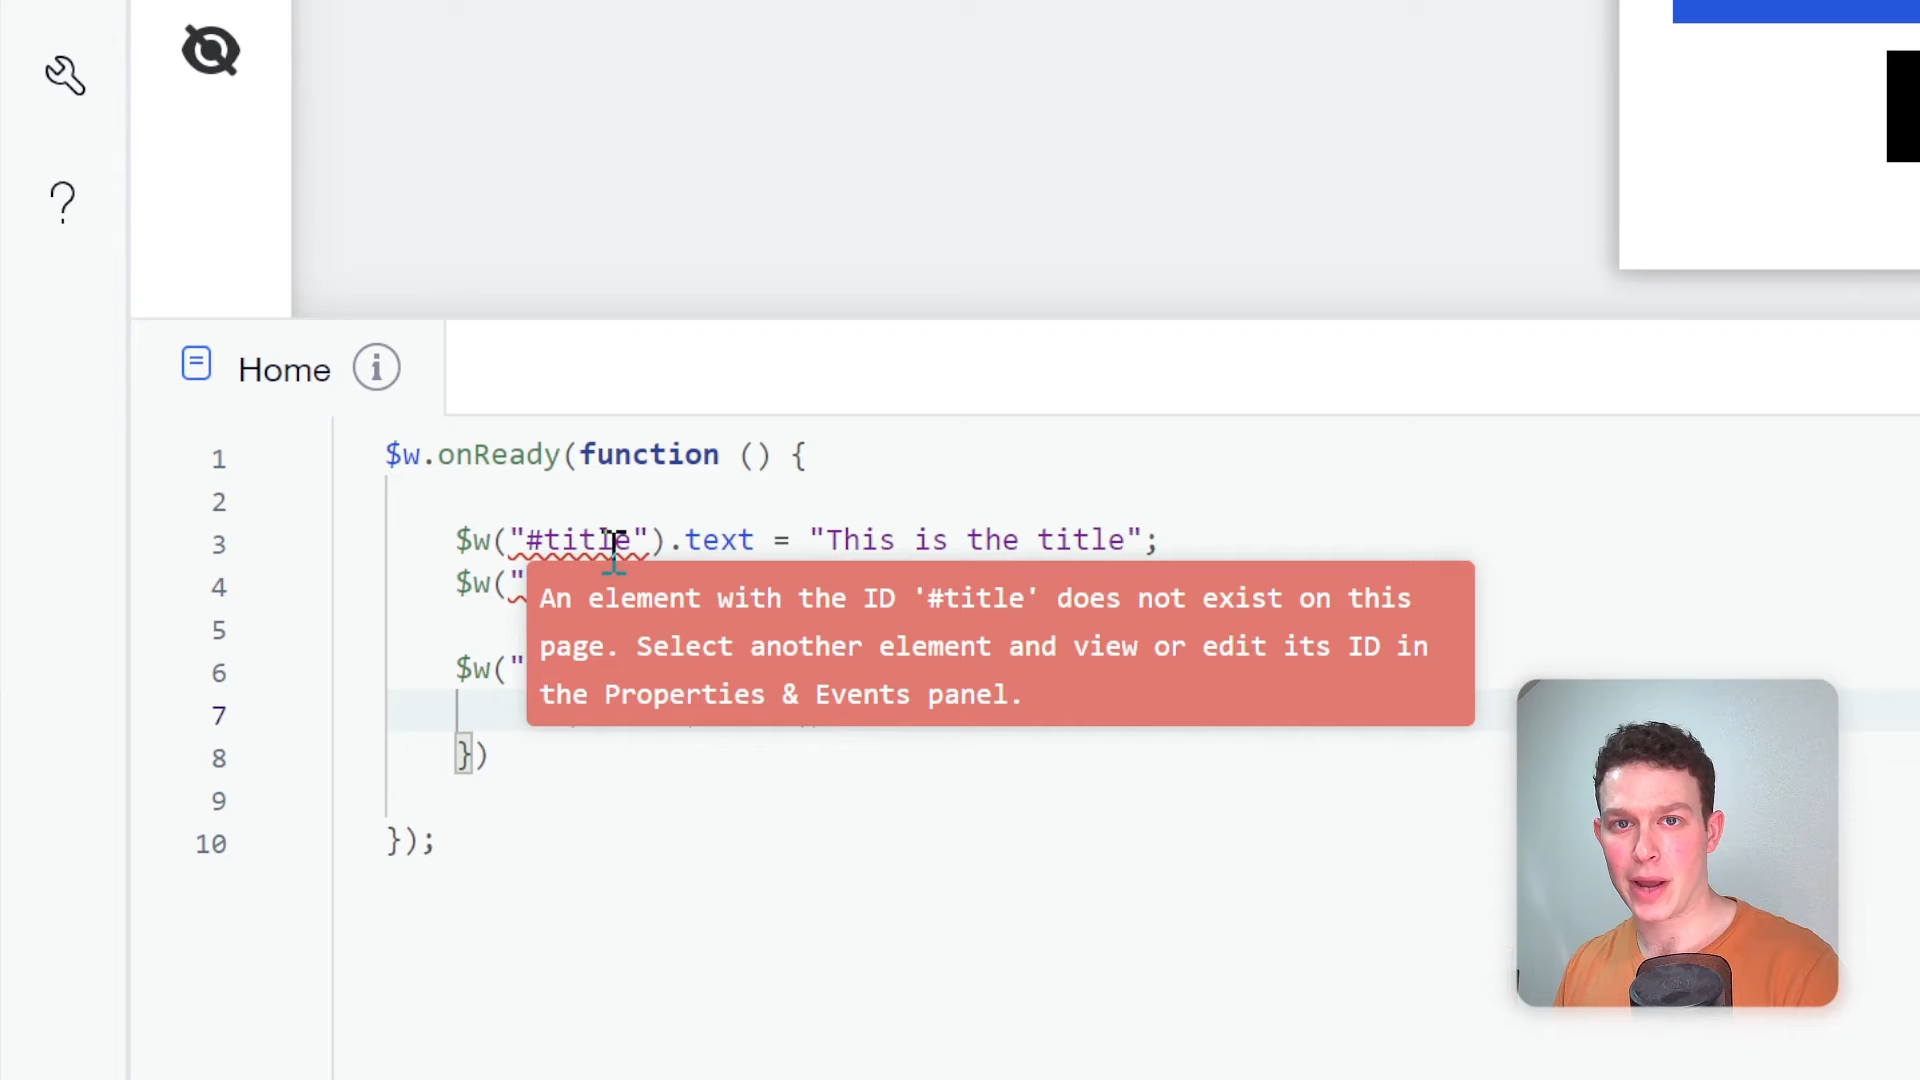 ?
Home i
1 $w.onReady(function () {
2
3 $w("#title").text = "This is the title";
4 $w("
An element with the ID '#title' does not exist on this
page. Select another element and view or edit its ID in
the Properties & Events panel.
5
6 $w("
7
8 })
9
10 });